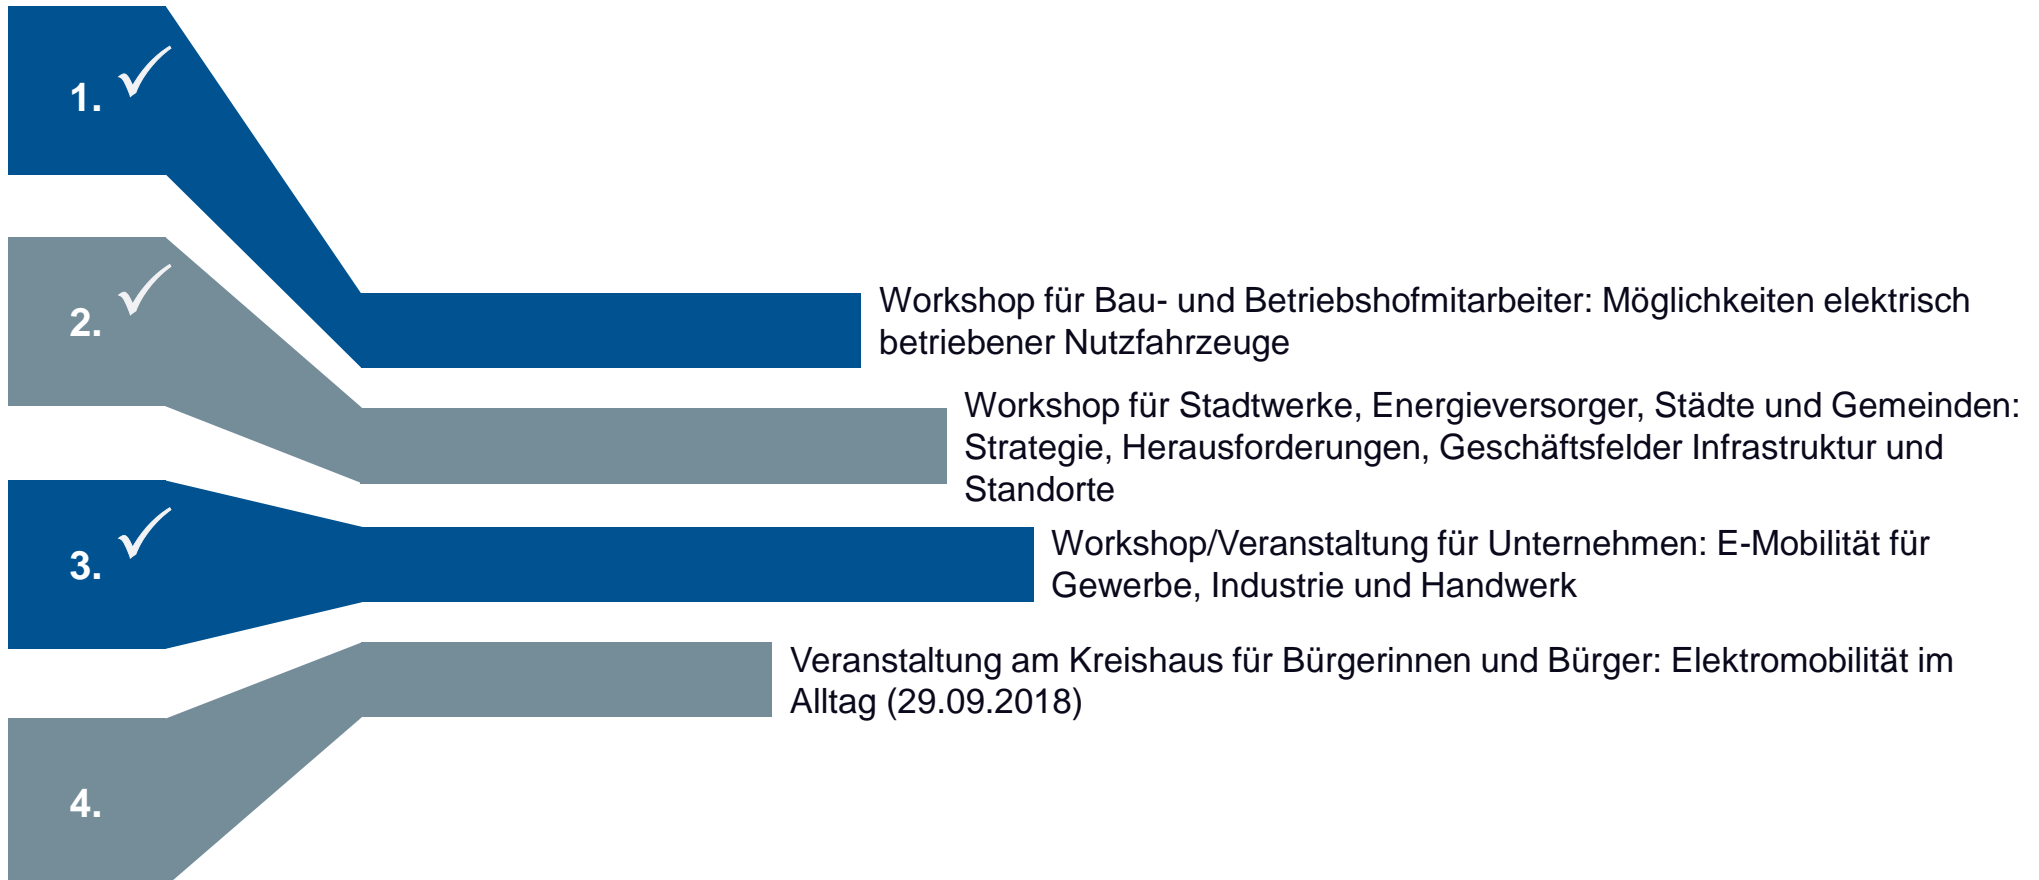 1. ✓
Workshop für Bau- und Betriebshofmitarbeiter: Möglichkeiten elektrisch
betriebener Nutzfahrzeuge
2. ✓
Workshop für Stadtwerke, Energieversorger, Städte und Gemeinden:
Strategie, Herausforderungen, Geschäftsfelder Infrastruktur und
Standorte
3. ✓
Workshop/Veranstaltung für Unternehmen: E-Mobilität für
Gewerbe, Industrie und Handwerk
4.
Veranstaltung am Kreishaus für Bürgerinnen und Bürger: Elektromobilität im
Alltag (29.09.2018)